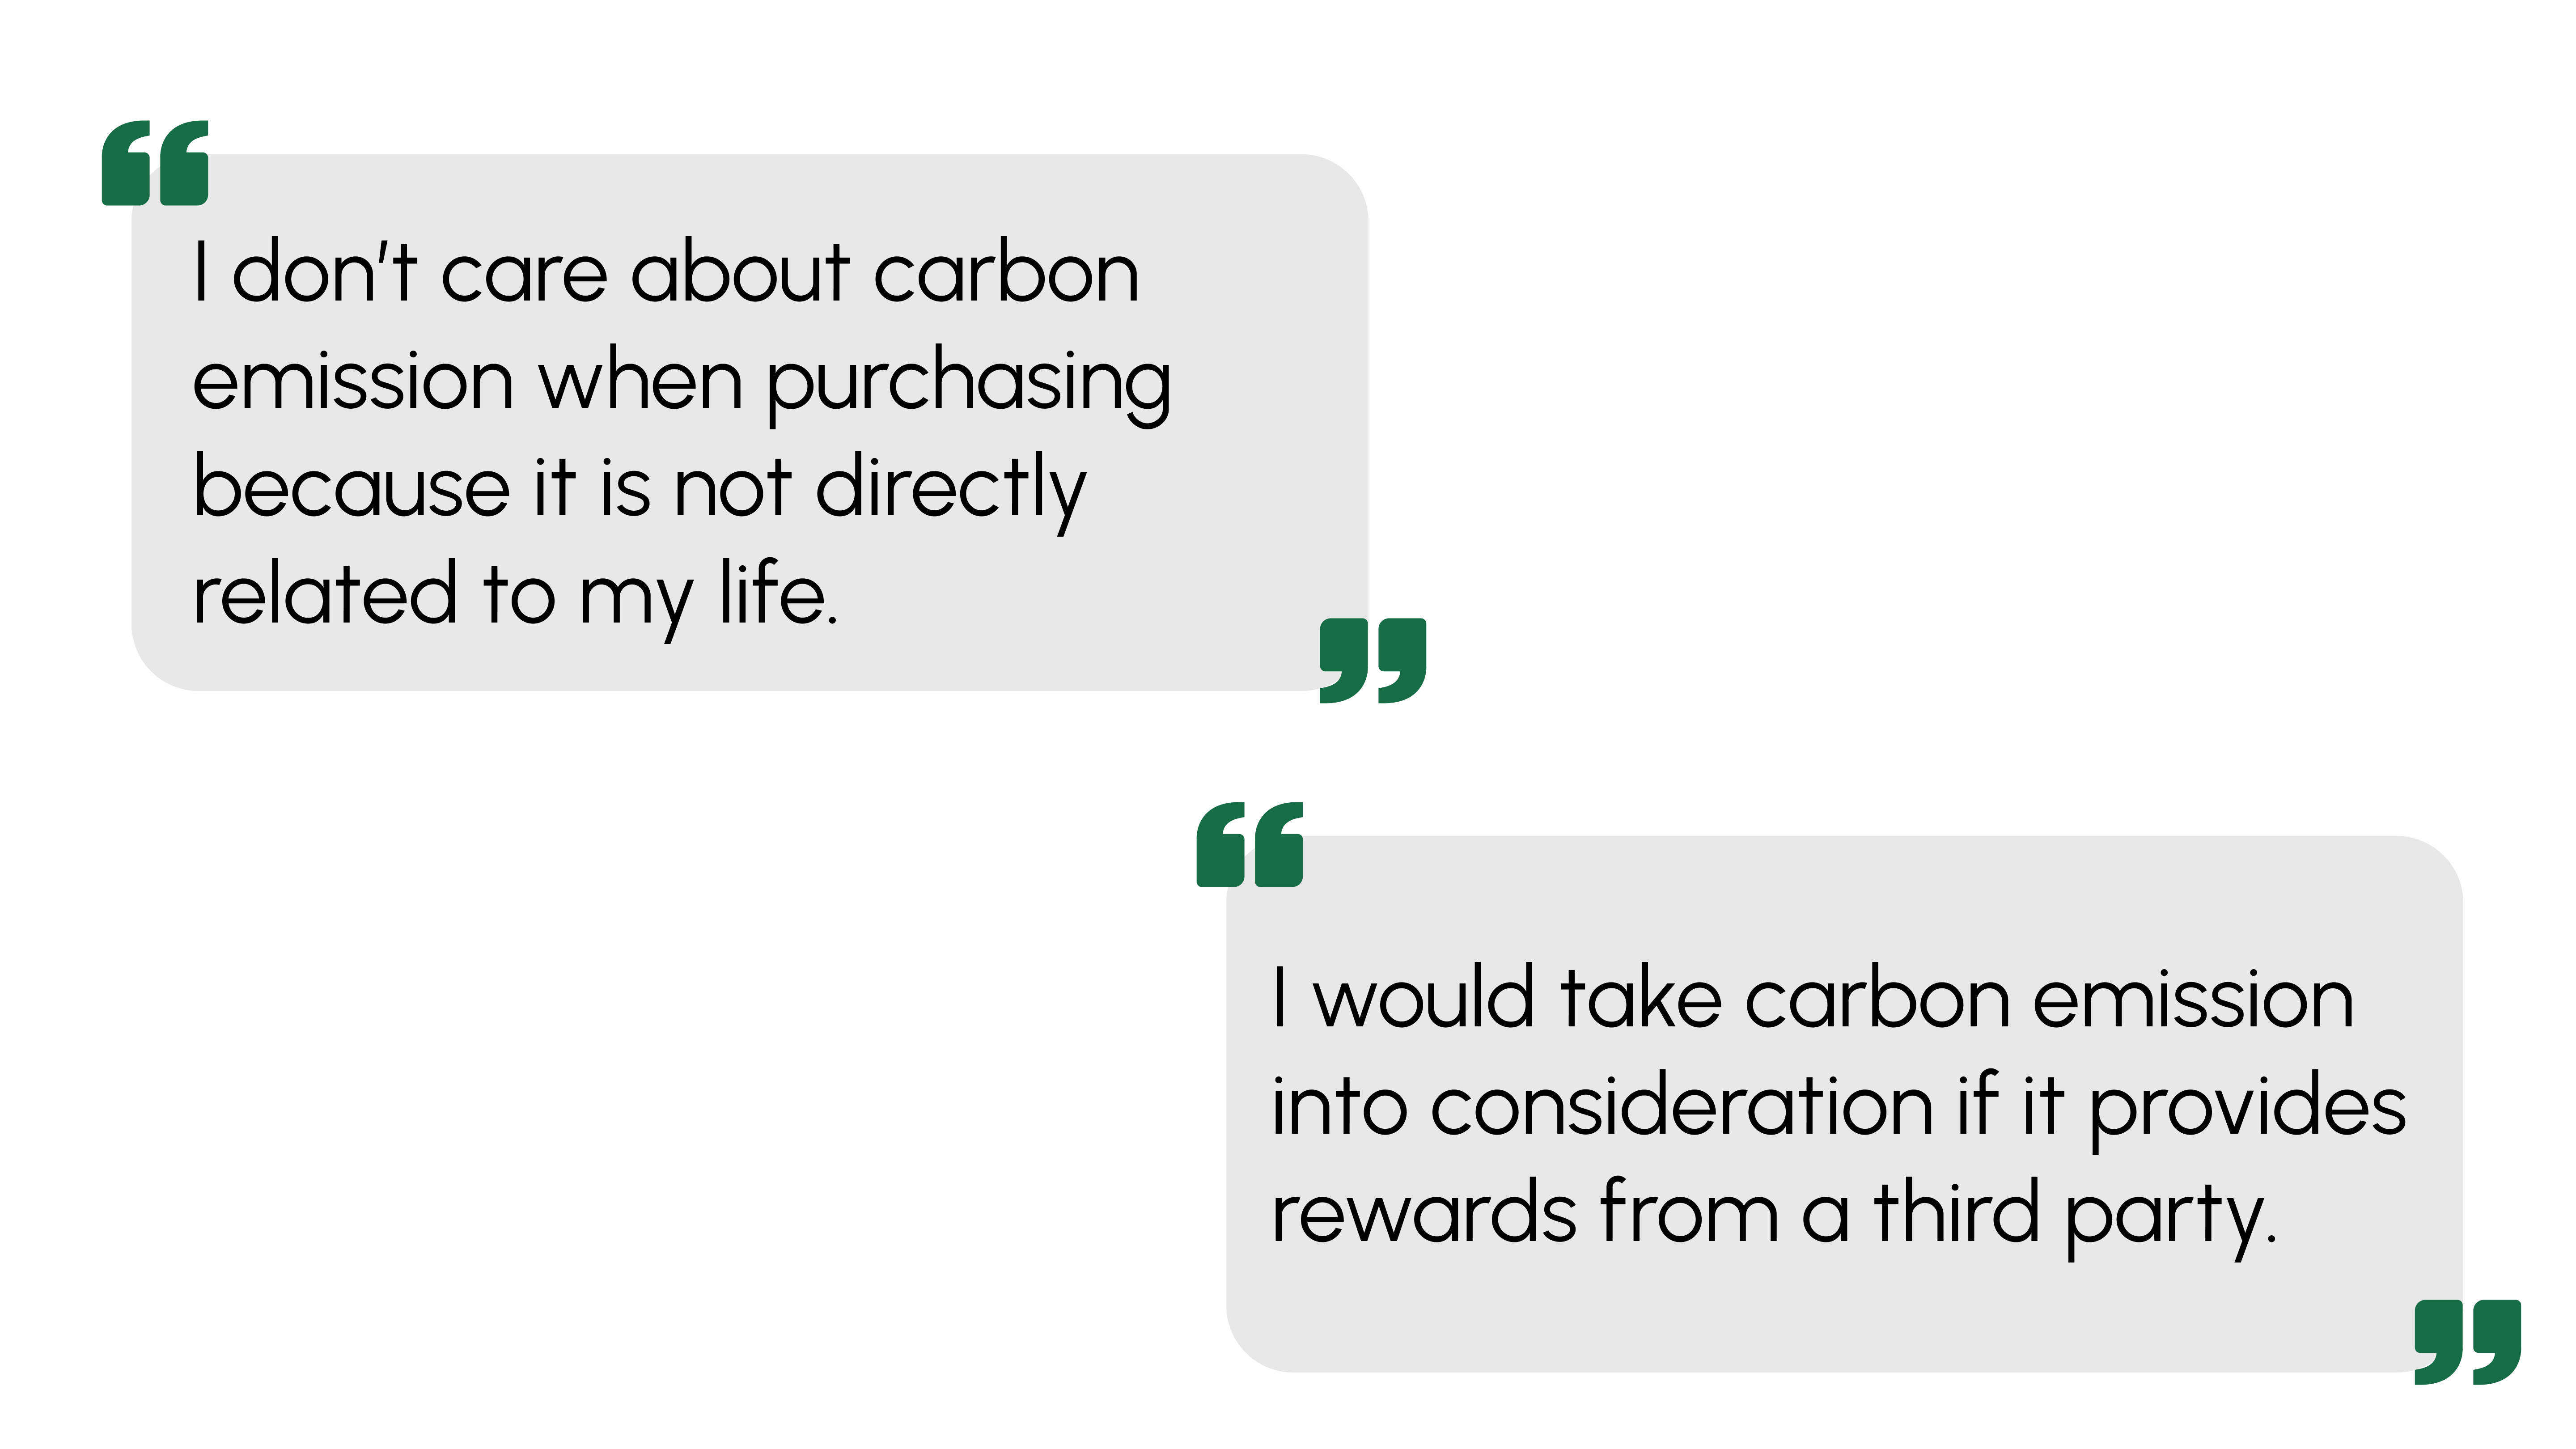 I don't care about carbon
emission when purchasing
because it is not directly
related to my life.
I would take carbon emission
into consideration if it provides
rewards from a third party.